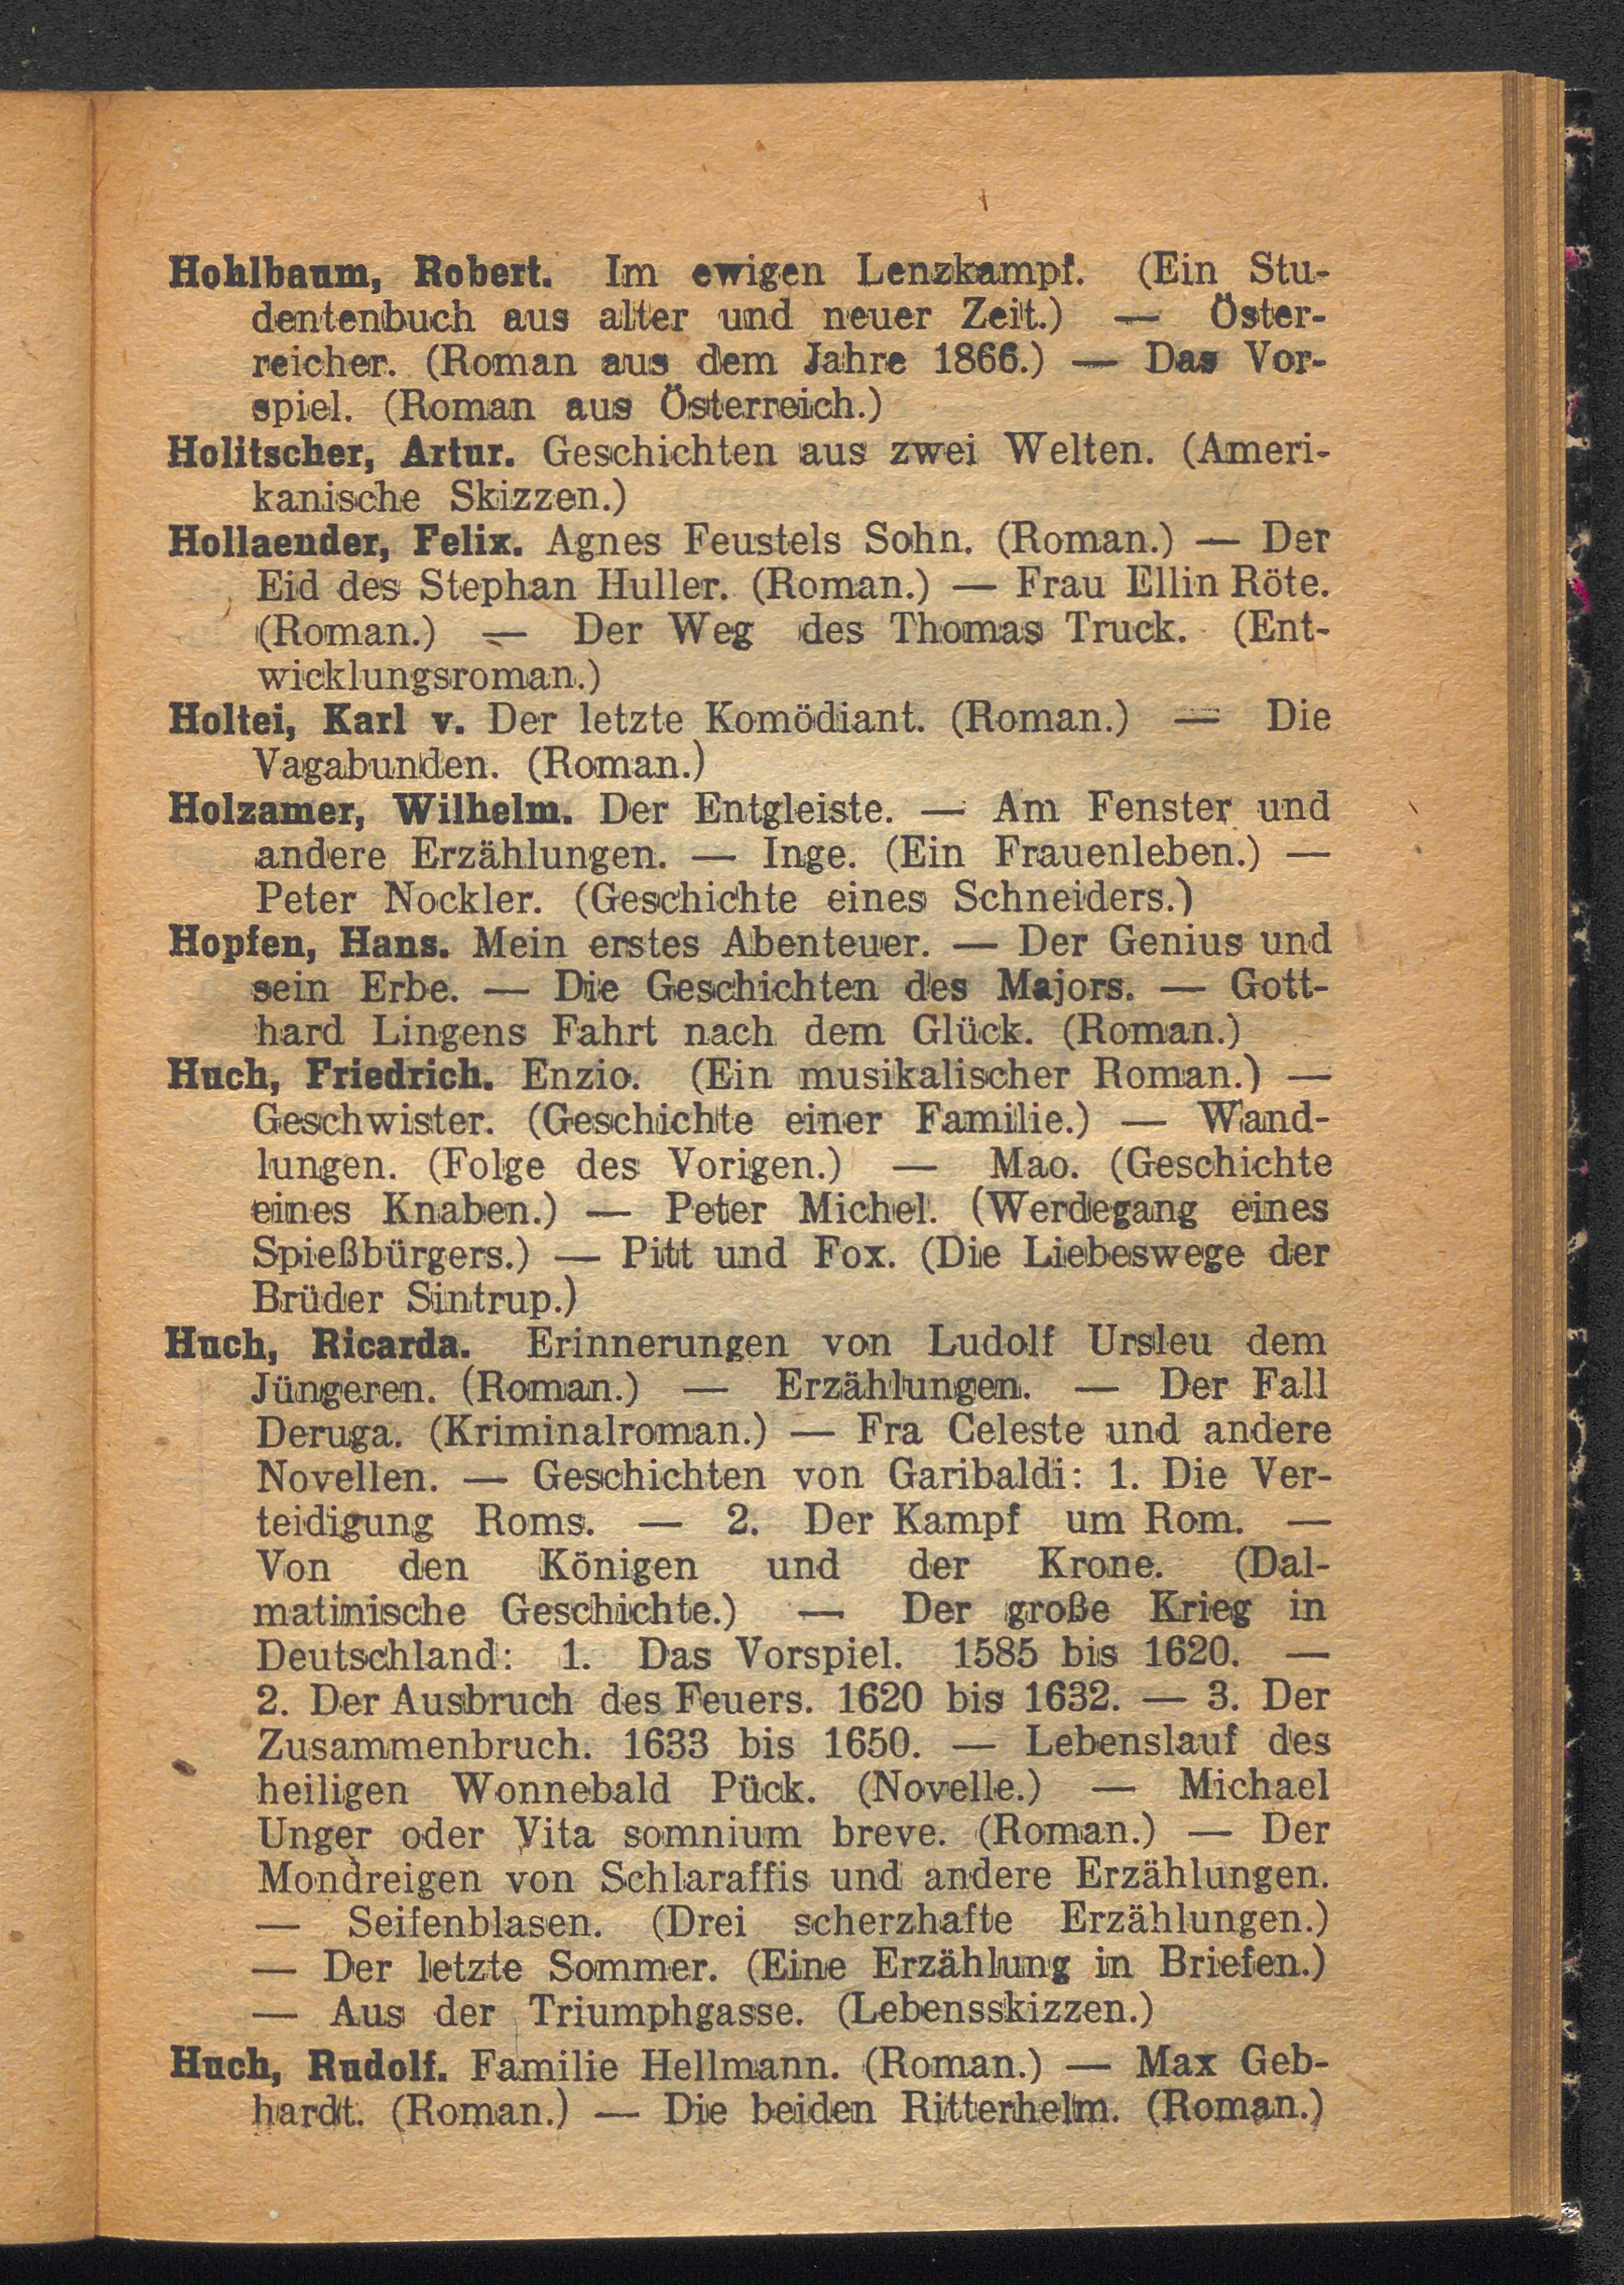 Hohlbaum, Robert. Im ewigen Lenzkampf. (Ein Stu-
dentenbuch aus alter und neuer Zeit.) — Öster-
reicher. (Roman aus dem Jahre 1866.) — Das Vor-
spiel. (Roman aus Österreich.)
Holitscher, Artur. Geschichten aus zwei Welten. (Ameri-
kanische Skizzen.)
Hollaender, Felix. Agnes Feustels Sohn. (Roman.) — Der
Eid des Stephan Huller. (Roman.) — Frau Ellin Röte.
(Roman.) — Der Weg des Thomas Truck. (Ent-
wicklungsroman.)
Holtei, Karl v. Der letzte Komödiant. (Roman.) — Die
Vagabunden. (Roman.)
Holzamer, Wilhelm. Der Entgleiste. — Am Fenster und
andere Erzählungen. — Inge. (Ein Frauenleben.) —
Peter Nockler. (Geschichte eines Schneiders.)
Hopfen, Hans. Mein erstes Abenteuer. — Der Genius und
sein Erbe. — Die Geschichten des Majors. — Gott-
hard Lingens Fahrt nach dem Glück. (Roman.)
Huch, Friedrich. Enzio. (Ein musikalischer Roman.) —
Geschwister. (Geschichte einer Familie.) — Wand-
lungen. (Folge des Vorigen.) — Mao. (Geschichte
eines Knaben.) — Peter Michel. (Werdegang eines
Spießbürgers.) — Pitt und Fox. (Die Liebeswege der
Brüder Sintrup.)
Huch, Ricarda. Erinnerungen von Ludolf Ursleu dem
Jüngeren. (Roman.) — Erzählungen. — Der Fall
Deruga. (Kriminalroman.) — Fra Celeste und andere
Novellen. — Geschichten von Garibaldi: 1. Die Ver-
teidigung Roms. — 2. Der Kampf um Rom. —
Von den Königen und der Krone. (Dal-
matinische Geschichte.) — Der große Krieg in
Deutschland: 1. Das Vorspiel. 1585 bis 1620. —
2. Der Ausbruch des Feuers. 1620 bis 1632. — 3. Der
Zusammenbruch. 1633 bis 1650. — Lebenslauf des
heiligen Wonnebald Pück. (Novelle.) — Michael
Unger oder Vita somnium breve. (Roman.) — Der
Mondreigen von Schlaraffis und andere Erzählungen.
— Seifenblasen. (Drei scherzhafte Erzählungen.)
— Der letzte Sommer. (Eine Erzählung in Briefen.)
— Aus der Triumphgasse. (Lebensskizzen.)
Huch, Rudolf. Familie Hellmann. (Roman.) — Max Geb-
hardt. (Roman.) — Die beiden Ritterhelm. (Roman.)